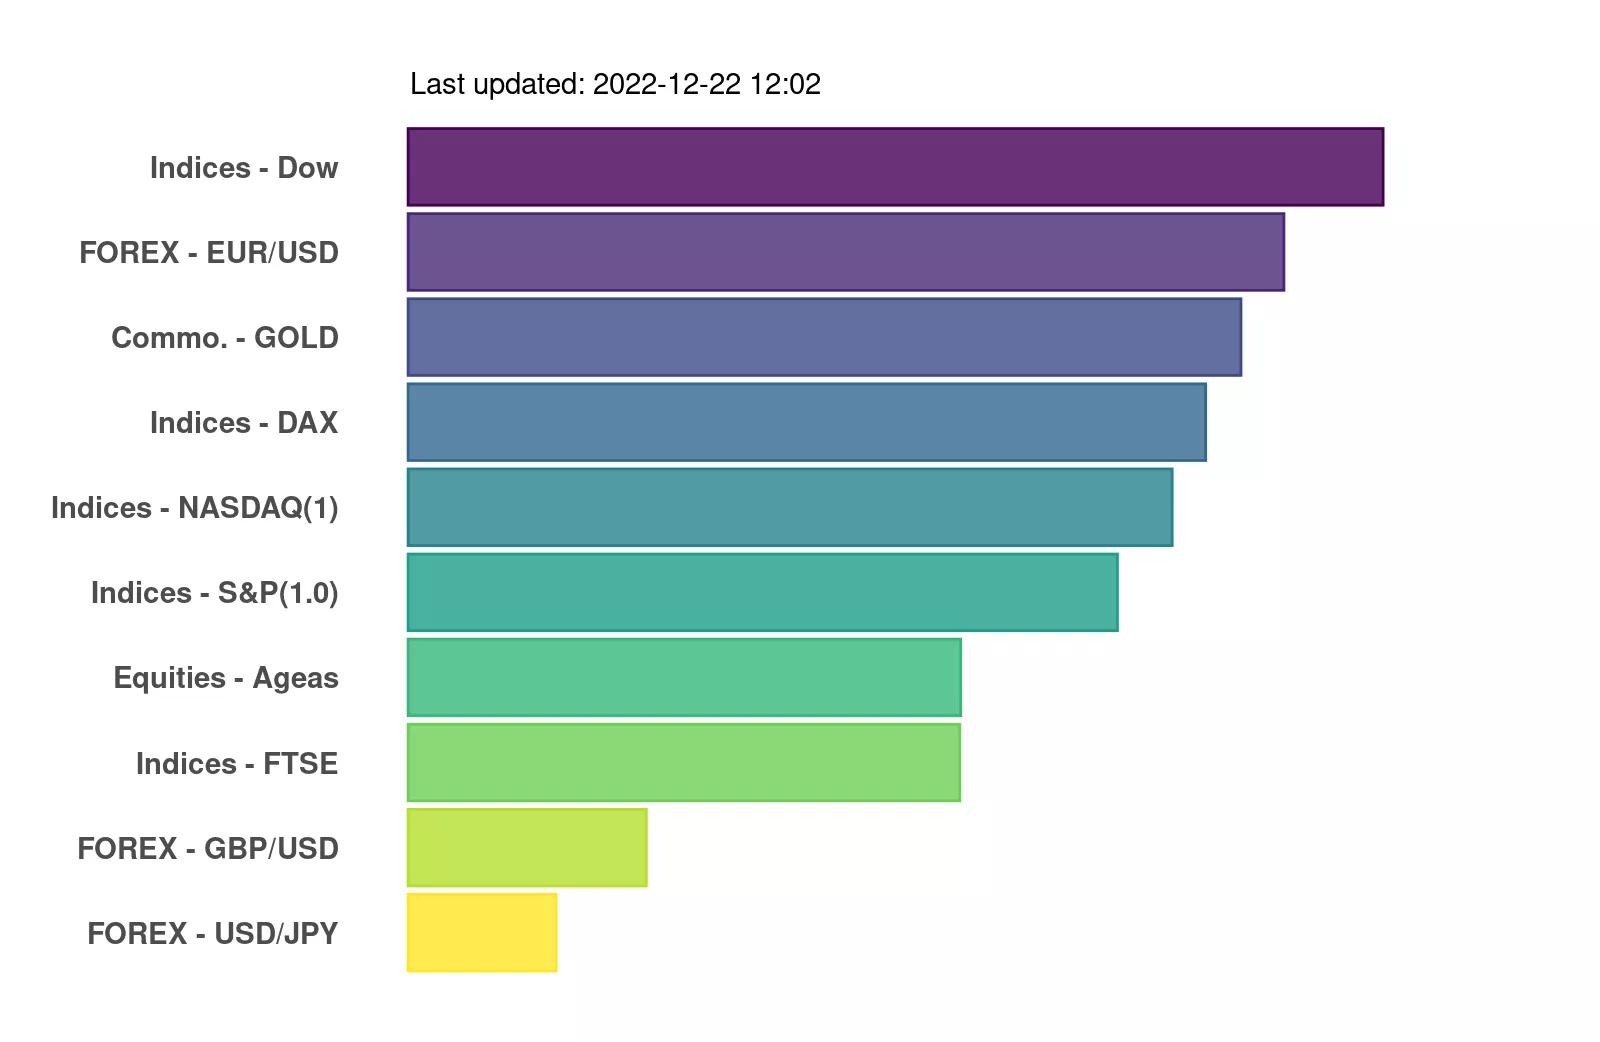 Last updated: 2022-12-22 12:02
Indices - Dow
FOREX - EUR/USD
Commo. - GOLD
Indices - DAX
Indices - NASDAQ(1)
Indices - S&P(1.0)
Equities - Ageas
Indices - FTSE
FOREX - GBP/USD
FOREX - USD/JPY